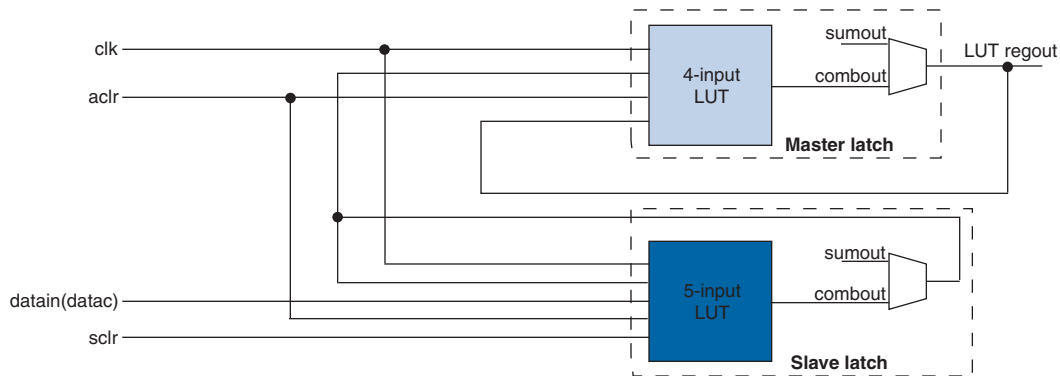 clk
aclr
4-input
LUT
sumout
combout
LUT regout
Master latch
datain(datac)
sclr
5-input
LUT
sumout
combout
Slave latch